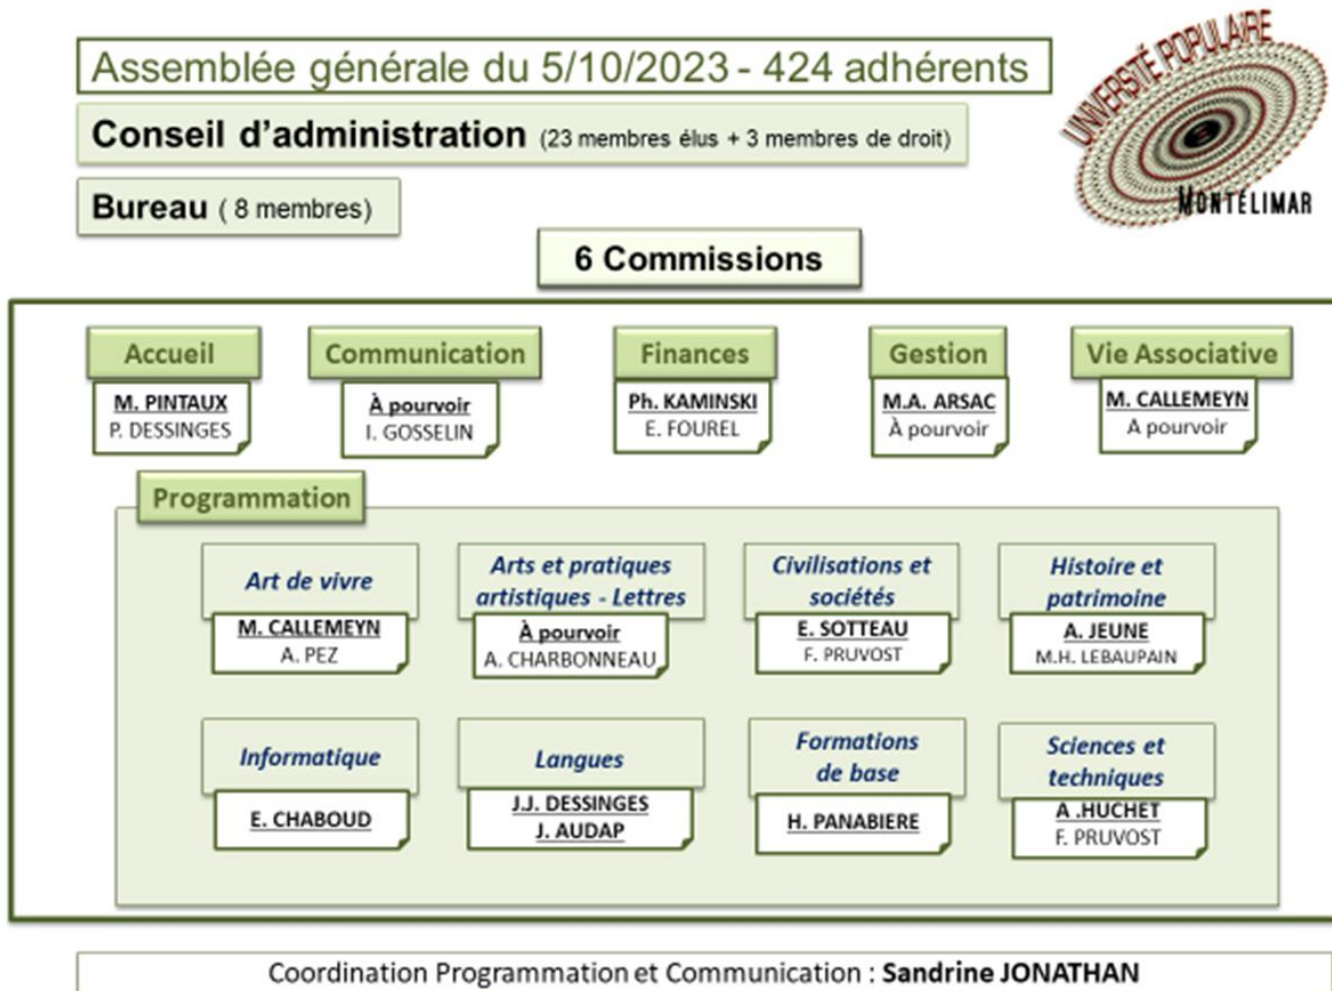 Assemblée générale du 5/10/2023 - 424 adhérents
UNIVERSITÉ POPULAIRE
MONTÉLIMAR
Conseil d'administration (23 membres élus + 3 membres de droit)
Bureau ( 8 membres)
6 Commissions
Accueil
M. PINTAUX
P. DESSINGES
Communication
À pourvoir
I. GOSSELIN
Finances
Ph. KAMINSKI
E. FOUREL
Gestion
M.A. ARSAC
À pourvoir
Vie Associative
M. CALLEMEYN
A pourvoir
Programmation
Art de vivre
M. CALLEMEYN
A. PEZ
Arts et pratiques
artistiques - Lettres
À pourvoir
A. CHARBONNEAU
Civilisations et
sociétés
E. SOTTEAU
F. PRUVOST
Histoire et
patrimoine
A. JEUNE
M.H. LEBAUPAIN
Informatique
E. CHABOUD
Langues
J.J. DESSINGES
J. AUDAP
Formations
de base
H. PANABIERE
Sciences et
techniques
A .HUCHET
F. PRUVOST
Coordination Programmation et Communication : Sandrine JONATHAN